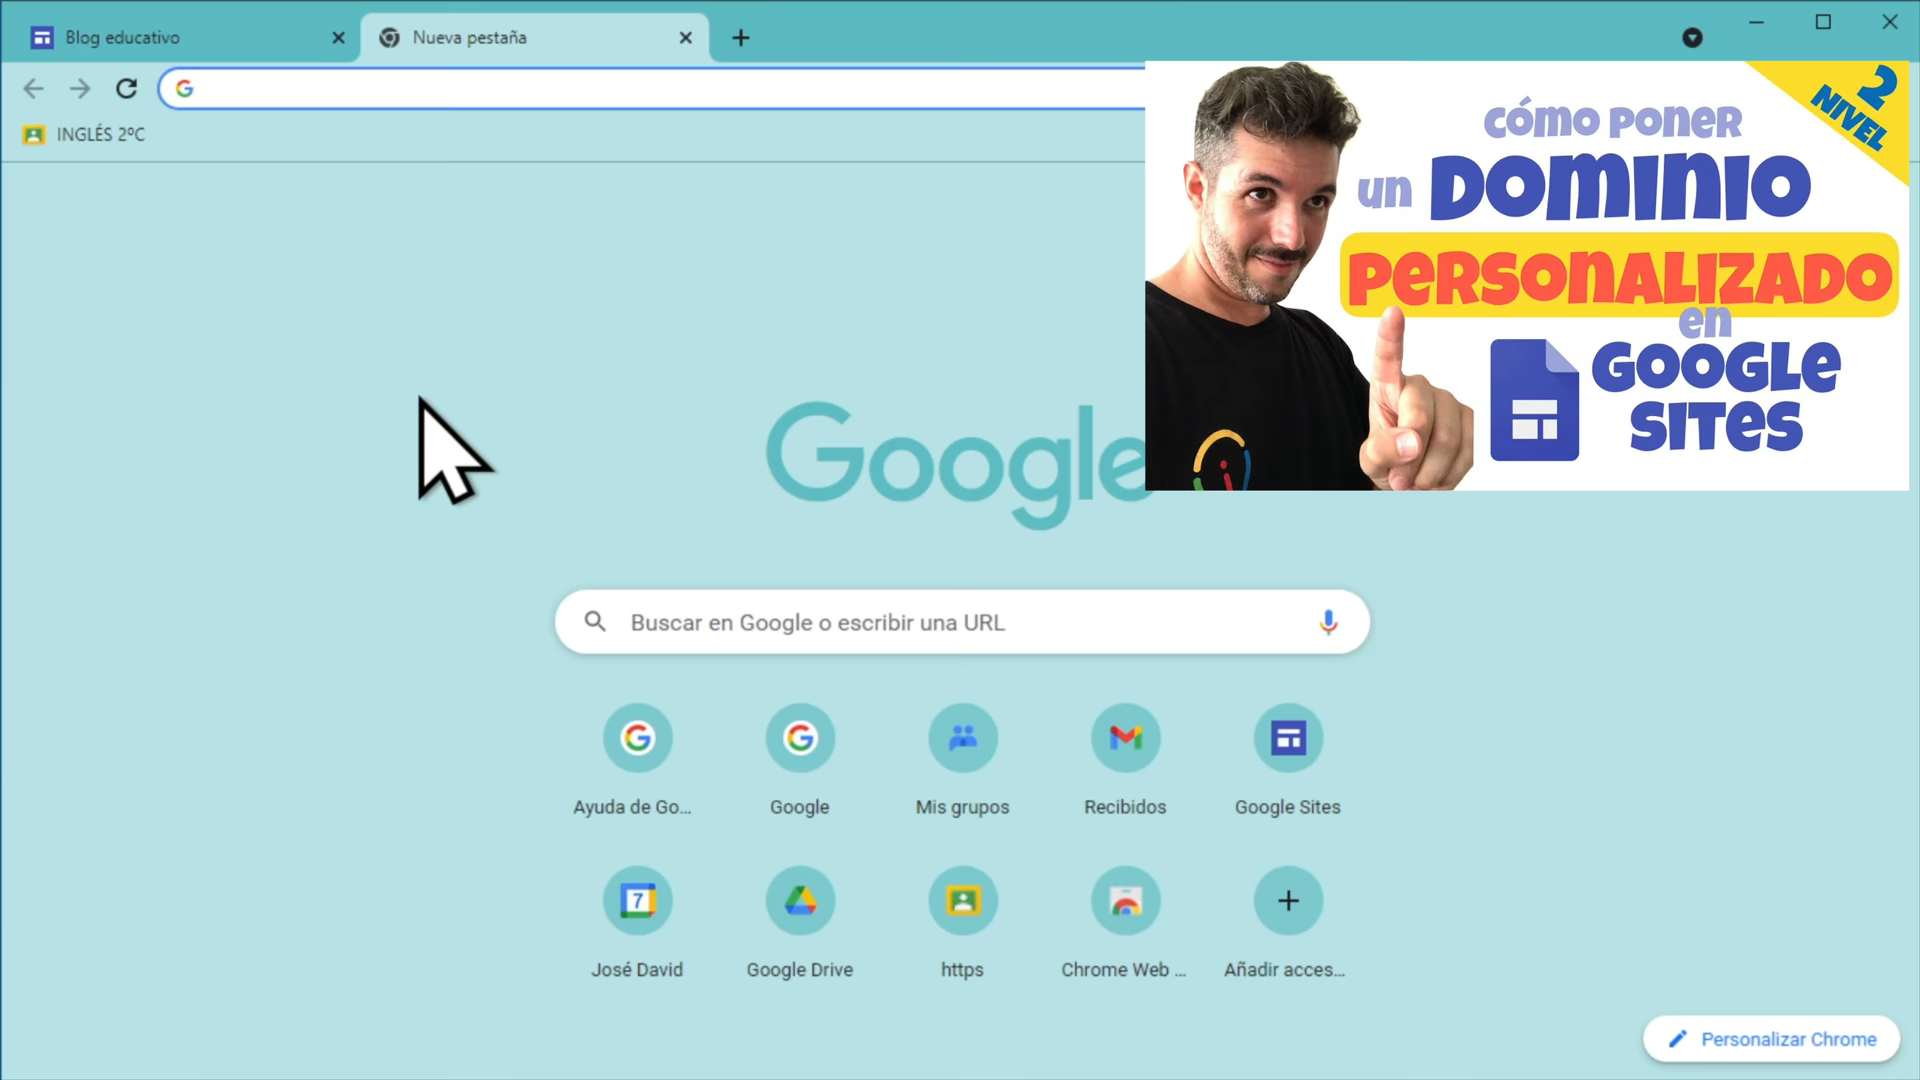 Blog educativo
Nueva pestaña
INGLÉS 2ºC
2
NIVEL
cómo poner
un DOMINIO
PERSONALIZADO
en
GOOGLE
SITES
Google
Buscar en Google o escribir una URL
Ayuda de Go...
Google
Mis grupos
Recibidos
Google Sites
7
José David
Google Drive
https
Chrome Web ...
Añadir acces...
Personalizar Chrome